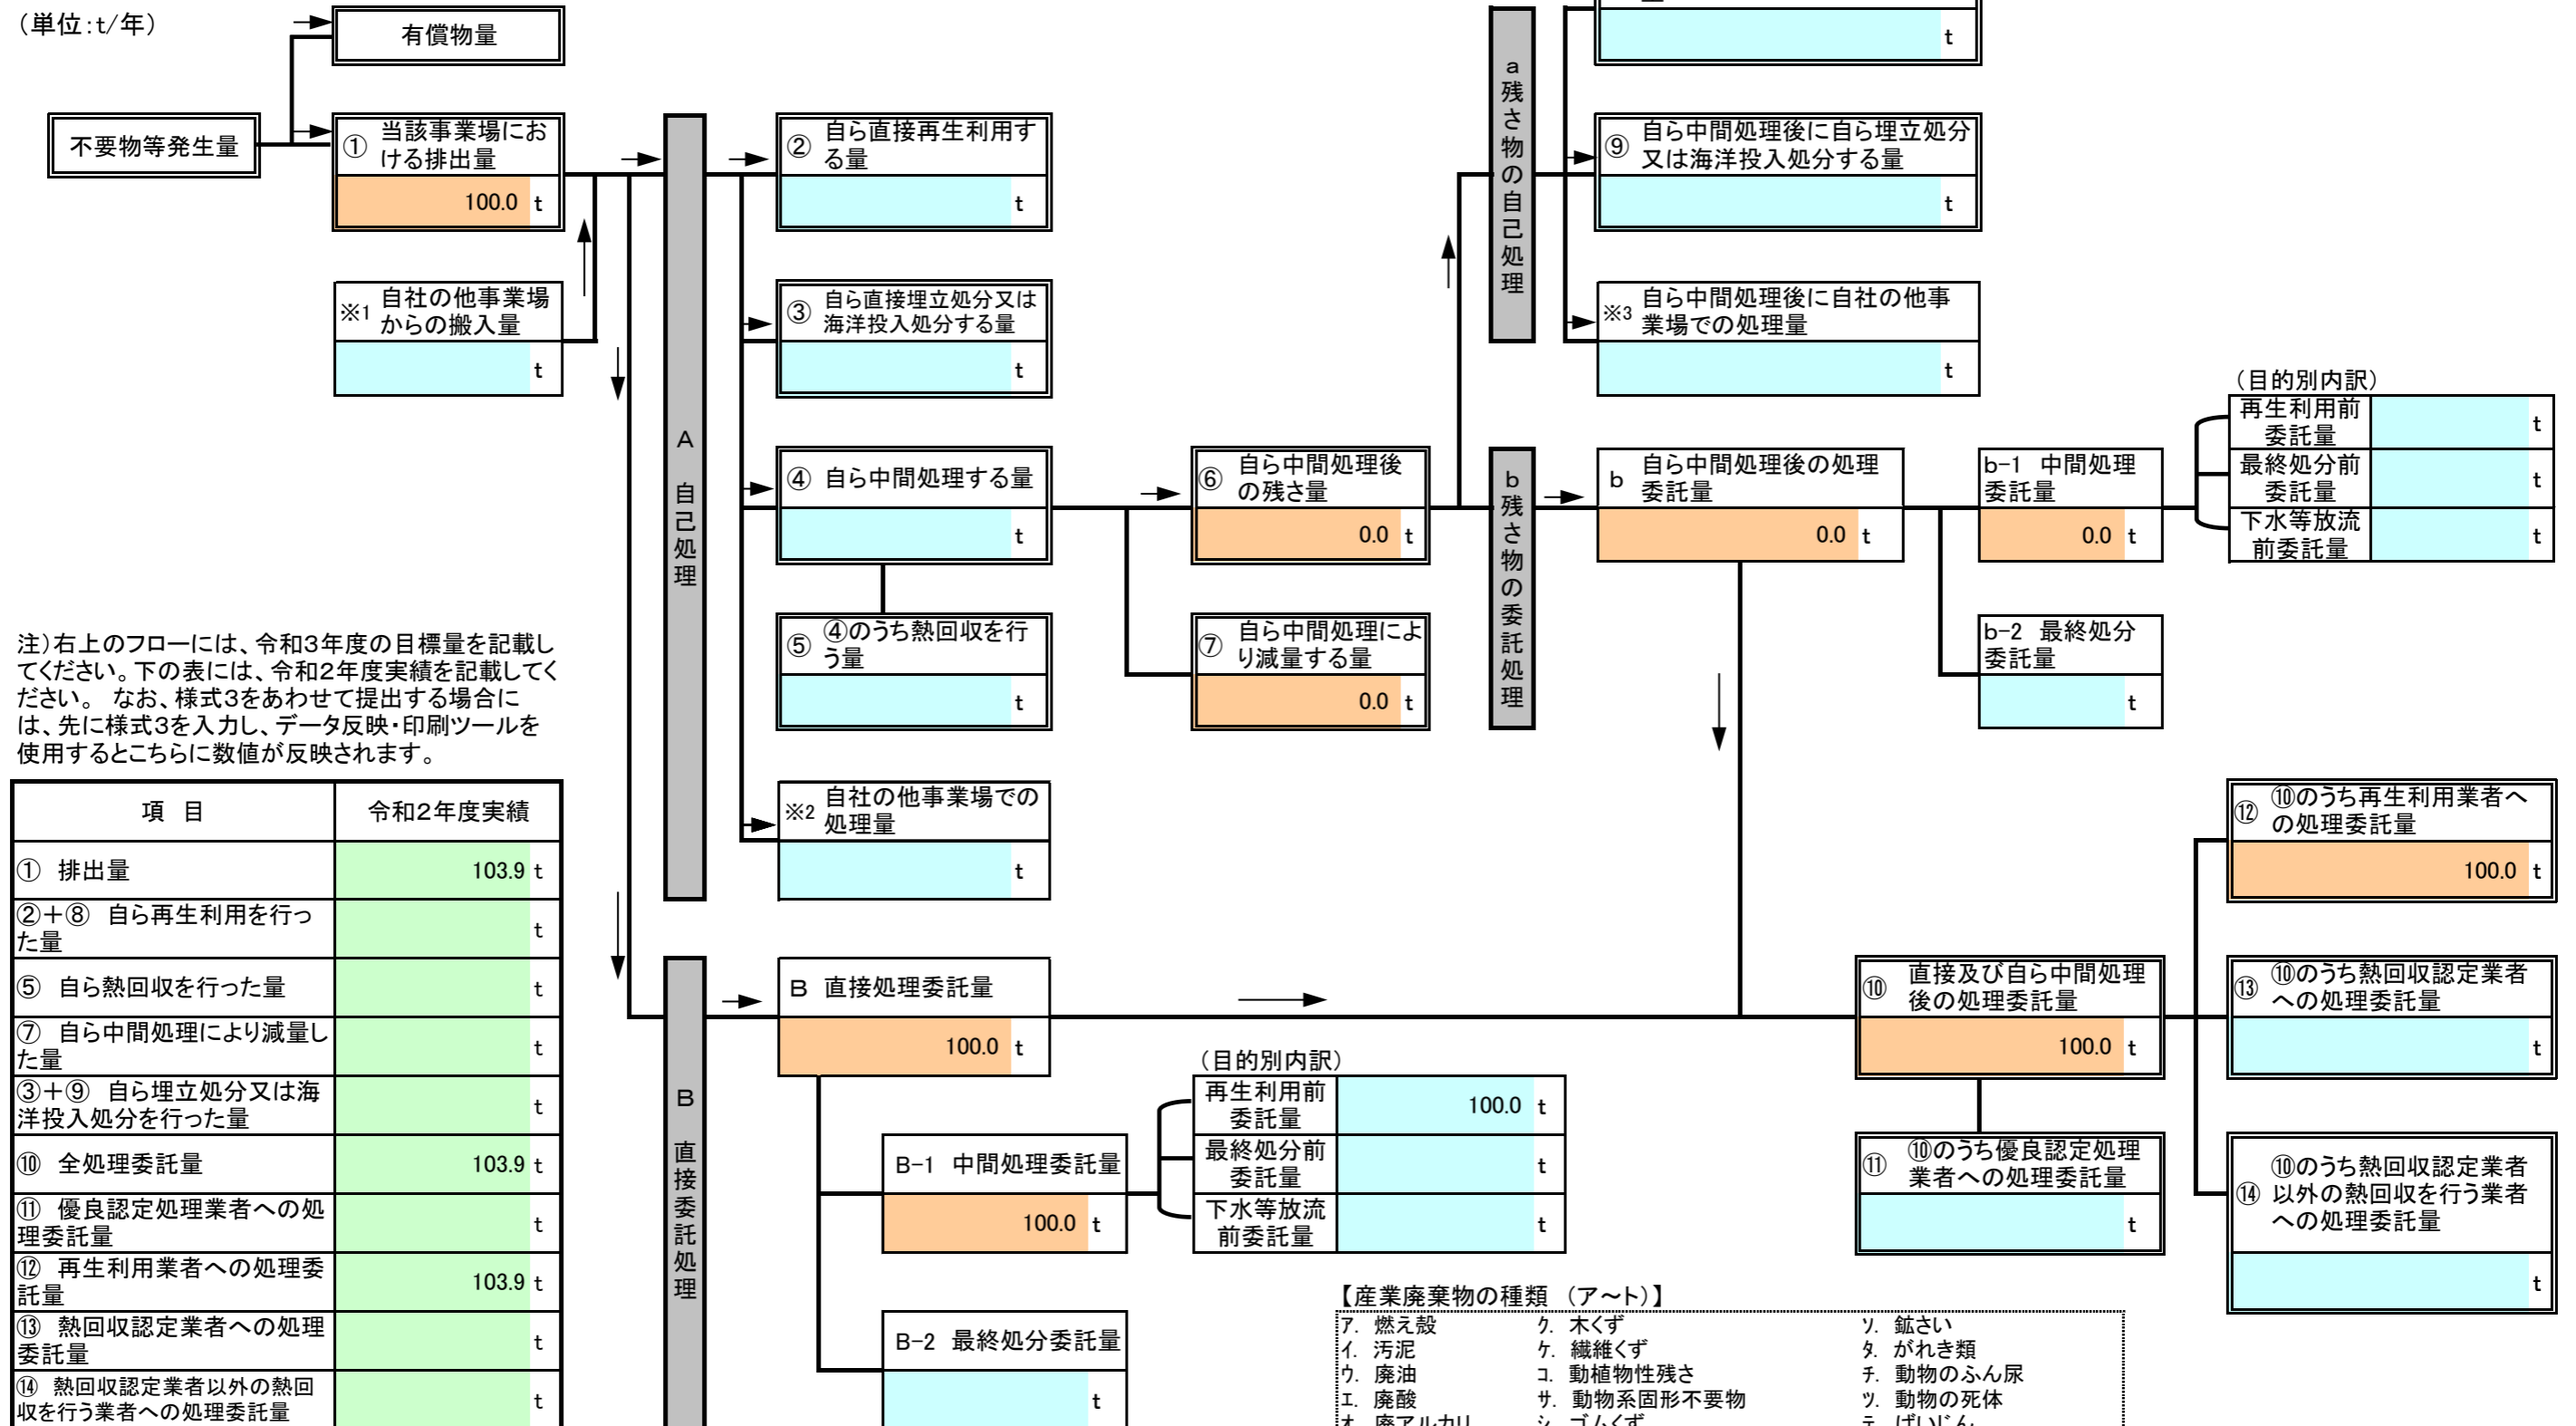 （単位:t/年）
有償物量
不要物等発生量
① 当該事業場にお
ける排出量
100.0 t
※1 自社の他事業場
からの搬入量
t
A 自己処理
② 自ら直接再生利用す
る量
t
③ 自ら直接埋立処分又は
海洋投入処分する量
t
④ 自ら中間処理する量
t
⑤ ④のうち熱回収を行
う量
t
※2 自社の他事業場での
処理量
t
⑥ 自ら中間処理後
の残さ量
0.0 t
⑦ 自ら中間処理によ
り減量する量
0.0 t
a 残さ物の自己処理
t
⑨ 自ら中間処理後に自ら埋立処分
又は海洋投入処分する量
t
※3 自ら中間処理後に自社の他事
業場での処理量
t
b 残さ物の委託処理
b 自ら中間処理後の処理
委託量
0.0 t
b-1 中間処理
委託量
0.0 t
b-2 最終処分
委託量
t
（目的別内訳）
再生利用前
委託量
t
最終処分前
委託量
t
下水等放流
前委託量
t
注）右上のフローには、令和３年度の目標量を記載し
てください。下の表には、令和２年度実績を記載してく
ださい。 なお、様式３をあわせて提出する場合に
は、先に様式３を入力し、データ反映・印刷ツールを
使用するとこちらに数値が反映されます。
項 目 令和２年度実績
① 排出量 103.9 t
②＋⑧ 自ら再生利用を行っ
た量
t
⑤ 自ら熱回収を行った量 t
⑦ 自ら中間処理により減量し
た量
t
③＋⑨ 自ら埋立処分又は海
洋投入処分を行った量
t
⑩ 全処理委託量 103.9 t
⑪ 優良認定処理業者への処
理委託量
t
⑫ 再生利用業者への処理委
託量
103.9 t
⑬ 熱回収認定業者への処理
委託量
t
⑭ 熱回収認定業者以外の熱回
収を行う業者への処理委託量
t
B 直接委託処理
B 直接処理委託量
100.0 t
B-1 中間処理委託量
100.0 t
B-2 最終処分委託量
t
（目的別内訳）
再生利用前
委託量
100.0 t
最終処分前
委託量
t
下水等放流
前委託量
t
⑩ 直接及び自ら中間処理
後の処理委託量
100.0 t
⑪ ⑩のうち優良認定処理
業者への処理委託量
t
⑫ ⑩のうち再生利用業者へ
の処理委託量
100.0 t
⑬ ⑩のうち熱回収認定業者
への処理委託量
t
⑭ ⑩のうち熱回収認定業者
以外の熱回収を行う業者
への処理委託量
t
【産業廃棄物の種類 （ア～ト）】
ｱ. 燃え殻 ｸ. 木くず ｿ. 鉱さい
ｲ. 汚泥 ｹ. 繊維くず ﾀ. がれき類
ｳ. 廃油 ｺ. 動植物性残さ ﾁ. 動物のふん尿
ｴ. 廃酸 ｻ. 動物系固形不要物 ﾂ. 動物の死体
ｵ. 廃アルカリ ｼ. ゴムくず ﾃ. ばいじん